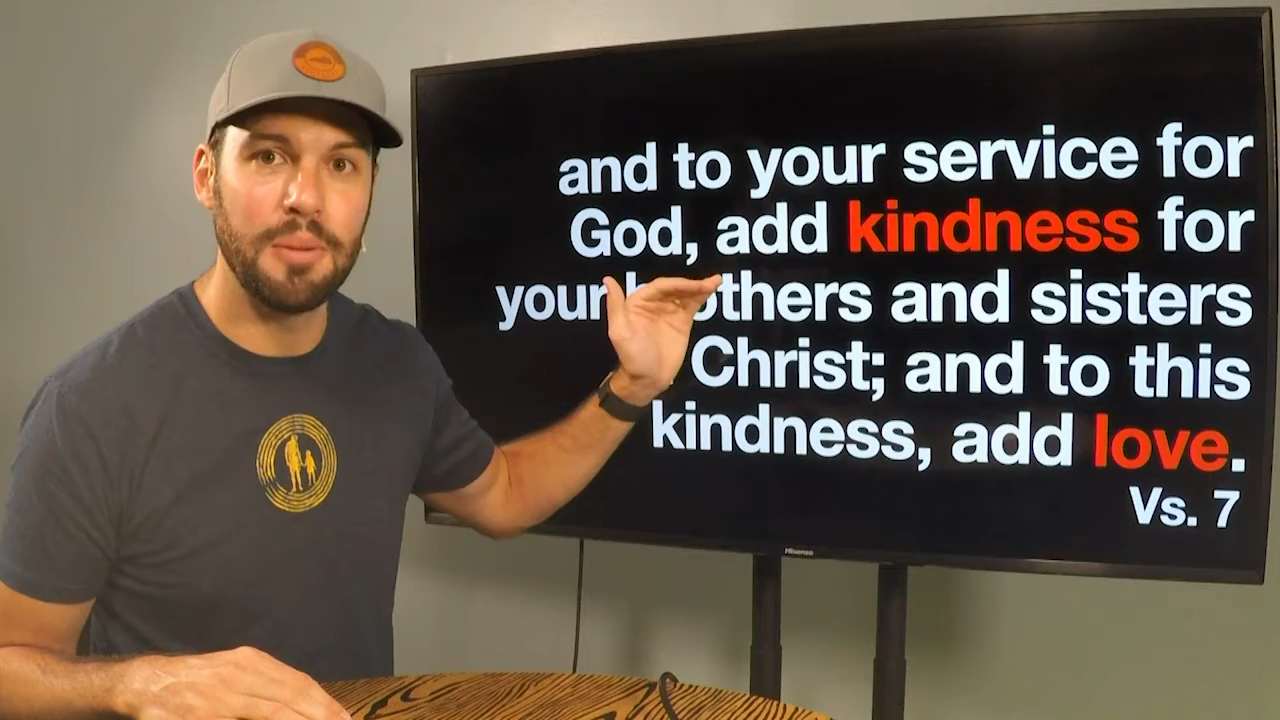 and to your service for
God, add kindness for
your brothers and sisters
Christ; and to this
kindness, add love.
Vs. 7
Hisense